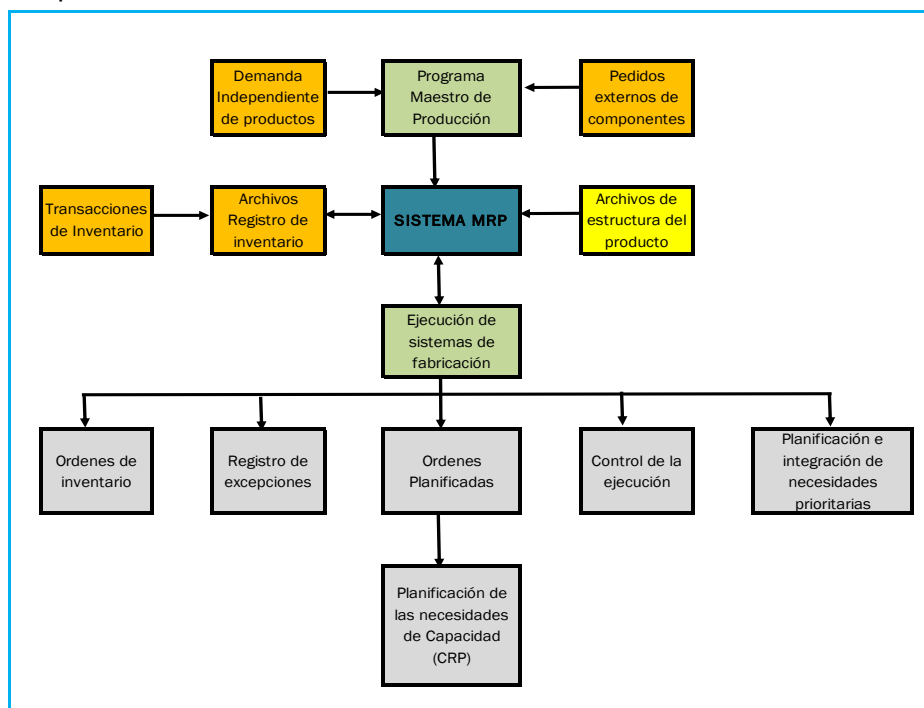 Demanda
Independiente
de productos
Programa
Maestro de
Producción
Pedidos
externos de
componentes
Transacciones
de Inventario
Archivos
Registro de
inventario
SISTEMA MRP
Archivos de
estructura del
producto
Ejecución de
sistemas de
fabricación
Ordenes de
inventario
Registro de
excepciones
Ordenes
Planificadas
Control de la
ejecución
Planificación e
integración de
necesidades
prioritarias
Planificación de
las necesidades
de Capacidad
(CRP)